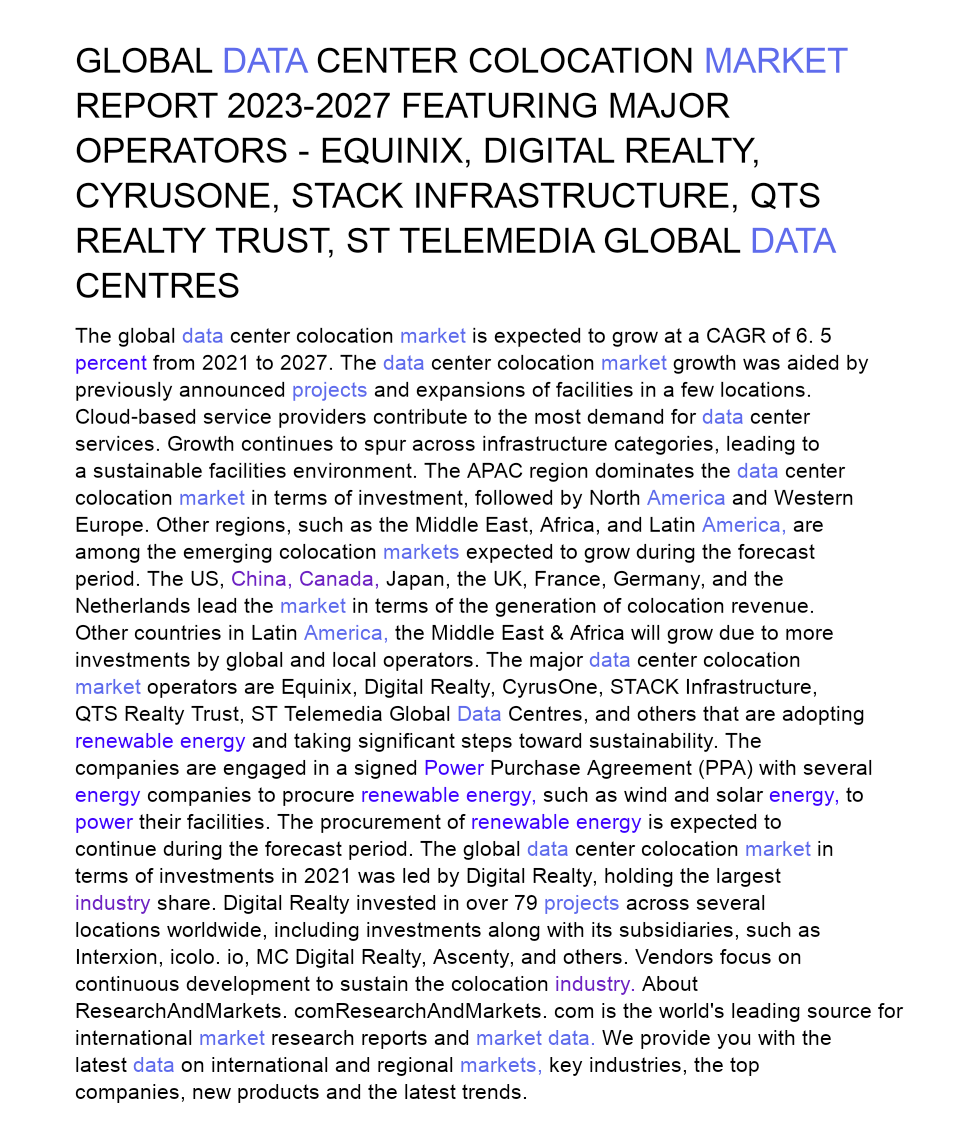 GLOBAL DATA CENTER COLOCATION MARKET
REPORT 2023-2027 FEATURING MAJOR
OPERATORS - EQUINIX, DIGITAL REALTY,
CYRUSONE, STACK INFRASTRUCTURE, QTS
REALTY TRUST, ST TELEMEDIA GLOBAL DATA
CENTRES
The global data center colocation market is expected to grow at a CAGR of 6. 5
percent from 2021 to 2027. The data center colocation market growth was aided by
previously announced projects and expansions of facilities in a few locations.
Cloud-based service providers contribute to the most demand for data center
services. Growth continues to spur across infrastructure categories, leading to
a sustainable facilities environment. The APAC region dominates the data center
colocation market in terms of investment, followed by North America and Western
Europe. Other regions, such as the Middle East, Africa, and Latin America, are
among the emerging colocation markets expected to grow during the forecast
period. The US, China, Canada, Japan, the UK, France, Germany, and the
Netherlands lead the market in terms of the generation of colocation revenue.
Other countries in Latin America, the Middle East & Africa will grow due to more
investments by global and local operators. The major data center colocation
market operators are Equinix, Digital Realty, CyrusOne, STACK Infrastructure,
QTS Realty Trust, ST Telemedia Global Data Centres, and others that are adopting
renewable energy and taking significant steps toward sustainability. The
companies are engaged in a signed Power Purchase Agreement (PPA) with several
energy companies to procure renewable energy, such as wind and solar energy, to
power their facilities. The procurement of renewable energy is expected to
continue during the forecast period. The global data center colocation market in
terms of investments in 2021 was led by Digital Realty, holding the largest
industry share. Digital Realty invested in over 79 projects across several
locations worldwide, including investments along with its subsidiaries, such as
Interxion, icolo. io, MC Digital Realty, Ascenty, and others. Vendors focus on
continuous development to sustain the colocation industry. About
ResearchAndMarkets. comResearchAndMarkets. com is the world's leading source for
international market research reports and market data. We provide you with the
latest data on international and regional markets, key industries, the top
companies, new products and the latest trends.